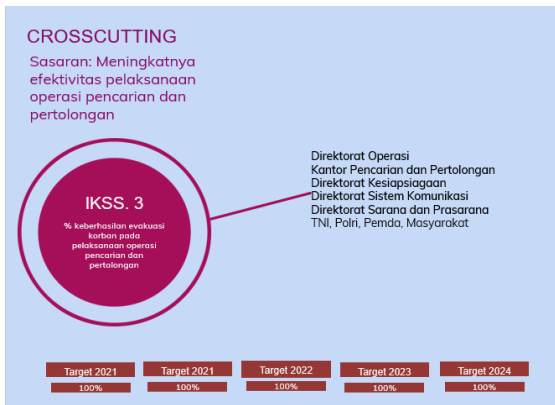 CROSSCUTTING
Sasaran: Meningkatnya
efektivitas pelaksanaan
operasi pencarian dan
pertolongan
IKSS. 3
% keberhasilan evakuasi
korban pada
pelaksanaan operasi
pencarian dan
pertolongan
Direktorat Operasi
Kantor Pencarian dan Pertolongan
Direktorat Kesiapsiagaan
Direktorat Sistem Komunikasi
Direktorat Sarana dan Prasarana
TNI, Polri, Pemda, Masyarakat
Target 2021 Target 2021 Target 2022 Target 2023 Target 2024
100% 100% 100% 100% 100%